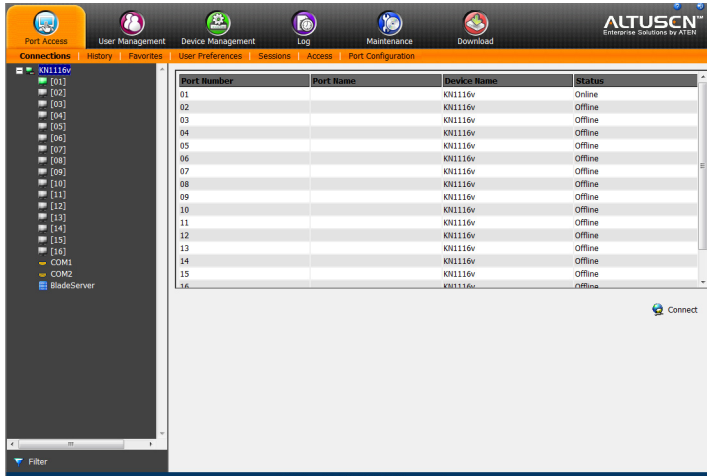 ALTUSCN™
Enterprise Solutions by ATEN
Port Access User Management Device Management Log Maintenance Download
Connections History Favorites User Preferences Sessions Access Port Configuration
KN1116v
[01]
[02]
[03]
[04]
[05]
[06]
[07]
[08]
[09]
[10]
[11]
[12]
[13]
[14]
[15]
[16]
COM1
COM2
BladeServer
Filter
Port Number Port Name Device Name Status
01 KN1116v Online
02 KN1116v Offline
03 KN1116v Offline
04 KN1116v Offline
05 KN1116v Offline
06 KN1116v Offline
07 KN1116v Offline
08 KN1116v Offline
09 KN1116v Offline
10 KN1116v Offline
11 KN1116v Offline
12 KN1116v Offline
13 KN1116v Offline
14 KN1116v Offline
15 KN1116v Offline
16 KN1116v Offline
Connect